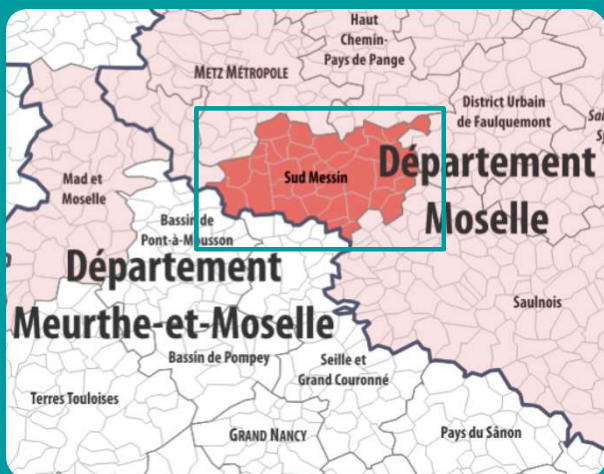 Haut
Chemin-
Pays de Pange
METZ MÉTROPOLE
District Urbain
de Faulquemont
Mad et
Moselle
Sud Messin
Département
Moselle
Bassin de
Pont-à-Mousson
Département
Meurthe-et-Moselle
Saulnois
Bassin de Pompey
Seille et
Grand Couronné
Terres Touloises
GRAND NANCY
Pays du Sânon